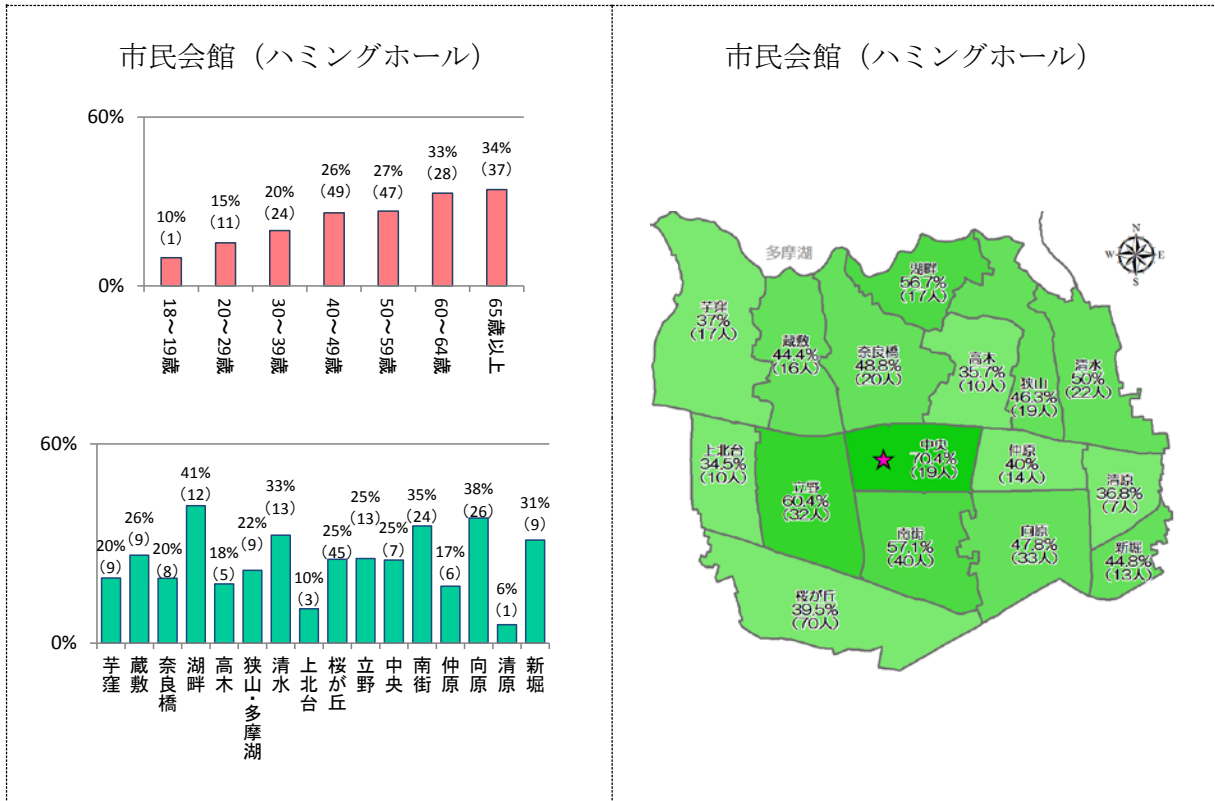 市民会館（ハミングホール）
60%
0%
10%
（1）
15%
（11）
20%
（24）
26%
（49）
27%
（47）
33%
（28）
34%
（37）
18～19歳
20～29歳
30～39歳
40～49歳
50～59歳
60～64歳
65歳以上
60%
0%
20%
（9）
26%
（9）
20%
（8）
41%
（12）
18%
（5）
22%
（9）
33%
（13）
10%
（3）
25%
（45）
25%
（13）
25%
（7）
35%
（24）
17%
（6）
38%
（26）
6%
（1）
31%
（9）
芋窪
蔵敷
奈良橋
湖畔
高木
狭山・多摩湖
清水
上北台
桜が丘
立野
中央
南街
仲原
向原
清原
新堀
市民会館（ハミングホール）
N
W
E
S
多摩湖
湖畔
56.7%
（17人）
芋窪
37%
（17人）
蔵敷
44.4%
（16人）
奈良橋
48.8%
（20人）
高木
35.7%
（10人）
狭山
46.3%
（19人）
清水
50%
（22人）
上北台
34.5%
（10人）
立野
60.4%
（32人）
中央
70.4%
（19人）
仲原
40%
（14人）
清原
36.8%
（7人）
南街
57.1%
（40人）
向原
47.8%
（33人）
新堀
44.8%
（13人）
桜が丘
39.5%
（70人）